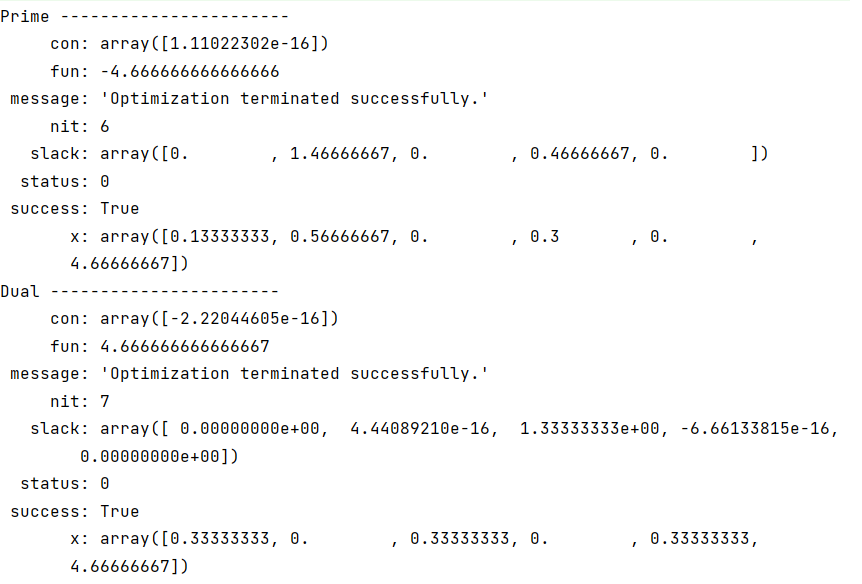 Prime -----------------------
     con: array([1.11022302e-16])
     fun: -4.666666666666666
 message: 'Optimization terminated successfully.'
     nit: 6
   slack: array([0.        , 1.46666667, 0.        , 0.46666667, 0.        ])
  status: 0
 success: True
       x: array([0.13333333, 0.56666667, 0.        , 0.3       , 0.        ,
       4.66666667])
Dual -----------------------
     con: array([-2.22044605e-16])
     fun: 4.666666666666667
 message: 'Optimization terminated successfully.'
     nit: 7
   slack: array([ 0.00000000e+00,  4.44089210e-16,  1.33333333e+00, -6.66133815e-16,
        0.00000000e+00])
  status: 0
 success: True
       x: array([0.33333333, 0.        , 0.33333333, 0.        , 0.33333333,
       4.66666667])